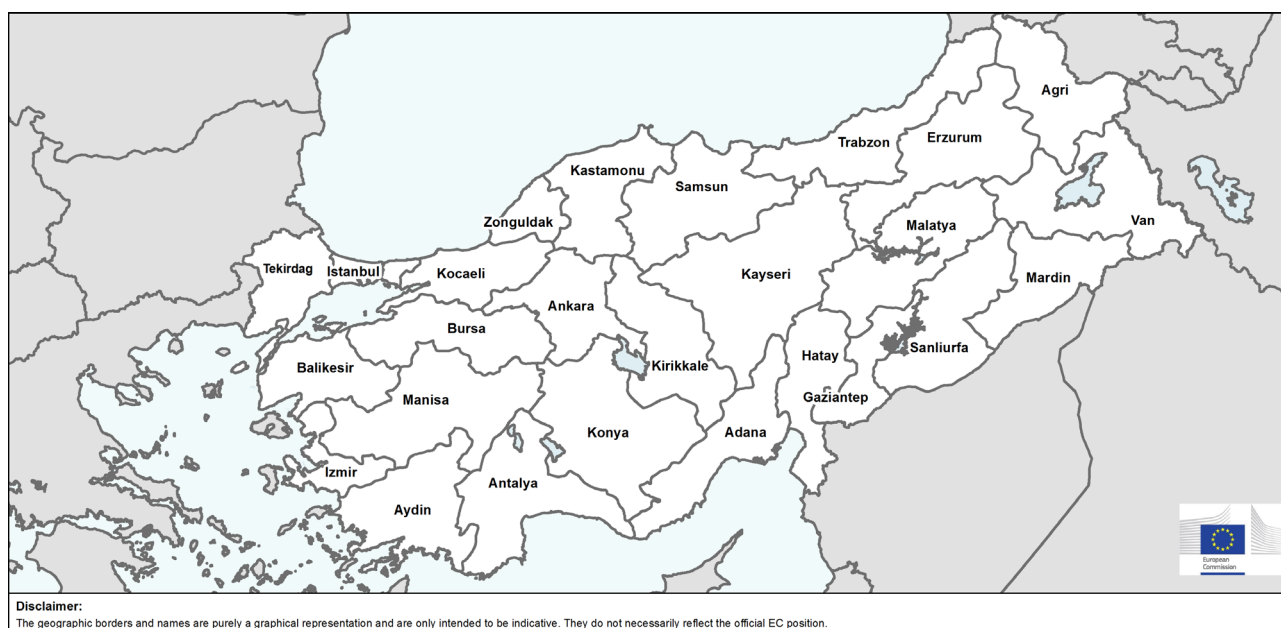 Agri
Trabzon
Erzurum
Kastamonu
Samsun
Zonguldak
Malatya
Van
Tekirdag
Istanbul
Kocaeli
Kayseri
Mardin
Ankara
Bursa
Sanliurfa
Hatay
Balikesir
Kirikkale
Manisa
Gaziantep
Konya
Adana
Izmir
Antalya
Aydin
European
Commission
Disclaimer:
The geographic borders and names are purely a graphical representation and are only intended to be indicative. They do not necessarily reflect the official EC position.